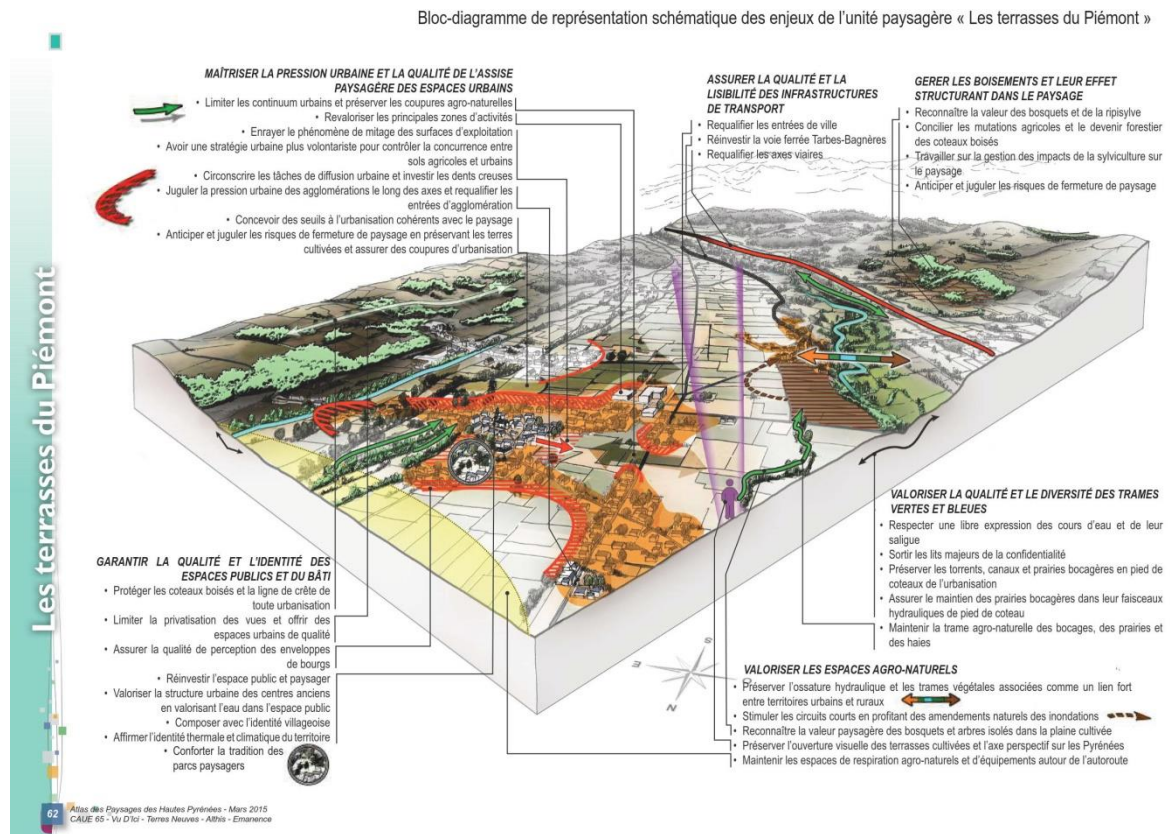 Bloc-diagramme de représentation schématique des enjeux de l'unité paysagère « Les terrasses du Piémont »
MAÎTRISER LA PRESSION URBAINE ET LA QUALITÉ DE L'ASSISE
PAYSAGÈRE DES ESPACES URBAINS
• Limiter les continuum urbains et préserver les coupures agro-naturelles
• Revaloriser les principales zones d'activités
• Enrayer le phénomène de mitage des surfaces d'exploitation
• Avoir une stratégie urbaine plus volontariste pour contrôler la concurrence entre
sols agricoles et urbains
• Circonscrire les tâches de diffusion urbaine et investir les dents creuses
• Juguler la pression urbaine des agglomérations le long des axes et requalifier les
entrées d'agglomération
• Concevoir des seuils à l'urbanisation cohérents avec le paysage
• Anticiper et juguler les risques de fermeture de paysage en préservant les terres
cultivées et assurer des coupures d'urbanisation
ASSURER LA QUALITÉ ET LA
LISIBILITÉ DES INFRASTRUCTURES
DE TRANSPORT
• Requalifier les entrées de ville
• Réinvestir la voie ferrée Tarbes-Bagnères
• Requalifier les axes viaires
GERER LES BOISEMENTS ET LEUR EFFET
STRUCTURANT DANS LE PAYSAGE
• Reconnaître la valeur des bosquets et de la ripisylve
• Concilier les mutations agricoles et le devenir forestier
des coteaux boisés
• Travailler sur la gestion des impacts de la sylviculture sur
le paysage
• Anticiper et juguler les risques de fermeture de paysage
Les terrasses du Piémont
VALORISER LA QUALITÉ ET LE DIVERSITÉ DES TRAMES
VERTES ET BLEUES
• Respecter une libre expression des cours d'eau et de leur
saligue
• Sortir les lits majeurs de la confidentialité
• Préserver les torrents, canaux et prairies bocagères en pied de
coteaux de l'urbanisation
• Assurer le maintien des prairies bocagères dans leur faisceaux
hydrauliques de pied de coteau
• Maintenir la trame agro-naturelle des bocages, des prairies et
des haies
GARANTIR LA QUALITÉ ET L'IDENTITÉ DES
ESPACES PUBLICS ET DU BÂTI
• Protéger les coteaux boisés et la ligne de crête de
toute urbanisation
• Limiter la privatisation des vues et offrir des
espaces urbains de qualité
• Assurer la qualité de perception des enveloppes
de bourgs
• Réinvestir l'espace public et paysager
• Valoriser la structure urbaine des centres anciens
en valorisant l'eau dans l'espace public
• Composer avec l'identité villageoise
• Affirmer l'identité thermale et climatique du territoire
• Conforter la tradition des
parcs paysagers
S
E
O
N
VALORISER LES ESPACES AGRO-NATURELS
• Préserver l'ossature hydraulique et les trames végétales associées comme un lien fort
entre territoires urbains et ruraux
• Stimuler les circuits courts en profitant des amendements naturels des inondations
• Reconnaître la valeur paysagère des bosquets et arbres isolés dans la plaine cultivée
• Préserver l'ouverture visuelle des terrasses cultivées et l'axe perspectif sur les Pyrénées
• Maintenir les espaces de respiration agro-naturels et d'équipements autour de l'autoroute
62
Atlas des Paysages des Hautes Pyrénées - Mars 2015
CAUE 65 - Vu D'Ici - Terres Neuves - Althis - Emanence